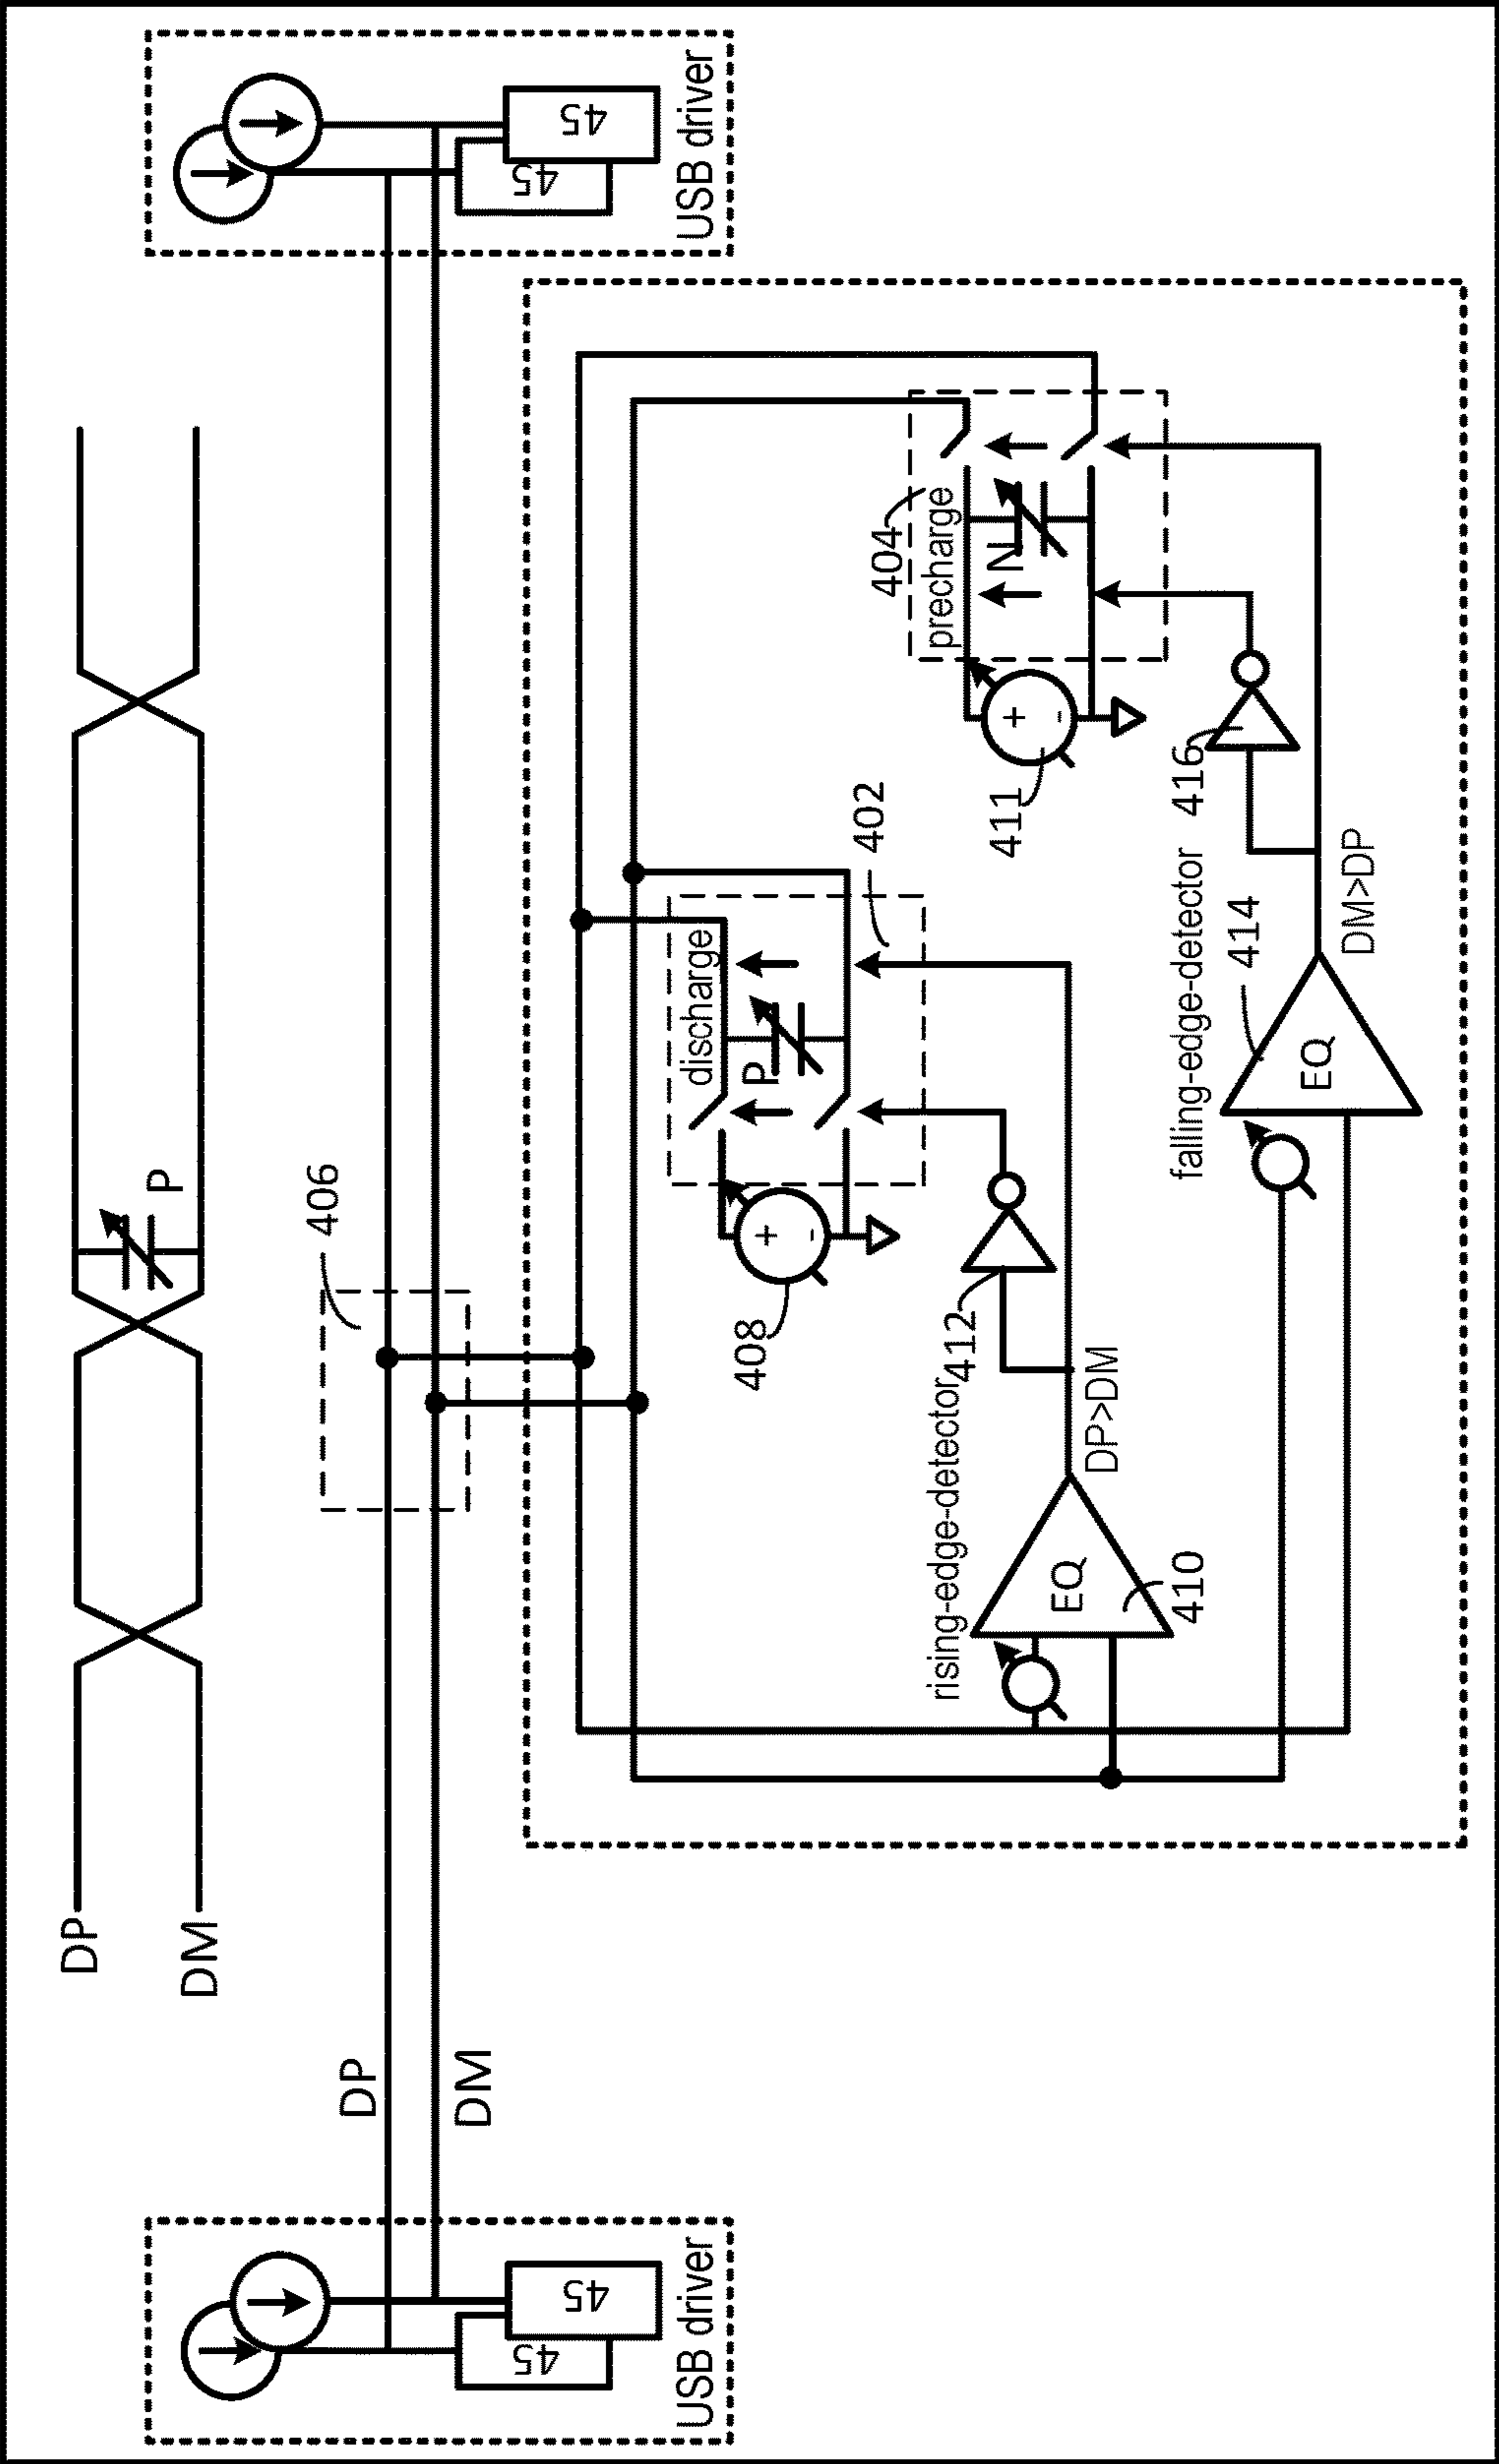 DP
DM
P
DP
DM
406
USB driver
45
45
USB driver
45
45
discharge
P
402
408
+
-
rising-edge-detector
412
EQ
410
DP>DM
404
precharge
N
411
+
-
416
falling-edge-detector
414
EQ
DM>DP